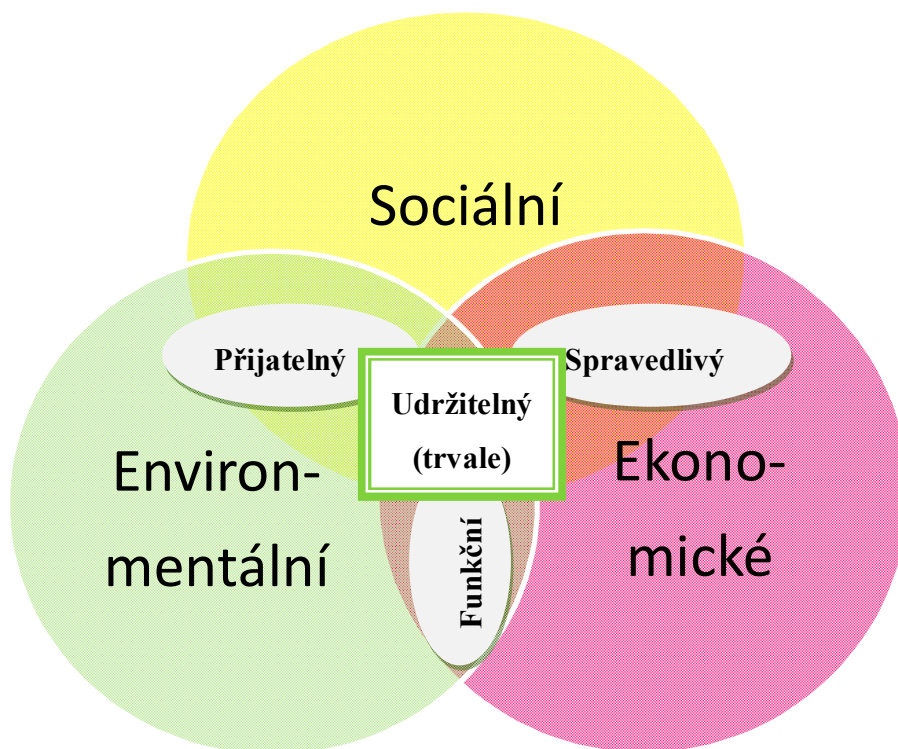 Sociální
Přijatelný
Spravedlivý
Udržitelný
(trvale)
Environ-
mentální
Ekono-
mické
Funkční